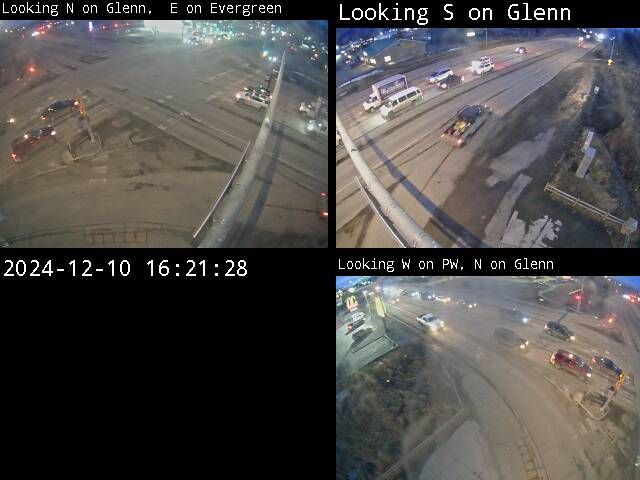 Looking N on Glenn, E on Evergreen
Looking S on Glenn
2024-12-10 16:21:28
Looking W on PW, N on Glenn